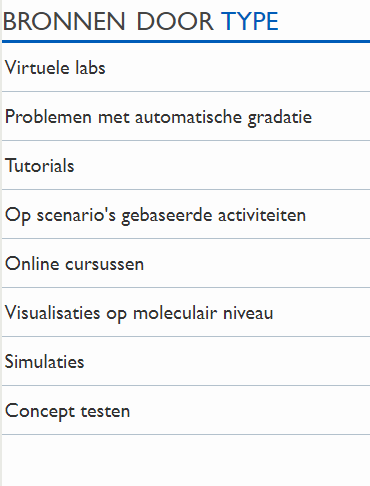 BRONNEN DOOR TYPE
Virtuele labs
Problemen met automatische gradatie
Tutorials
Op scenario's gebaseerde activiteiten
Online cursussen
Visualisaties op moleculair niveau
Simulaties
Concept testen